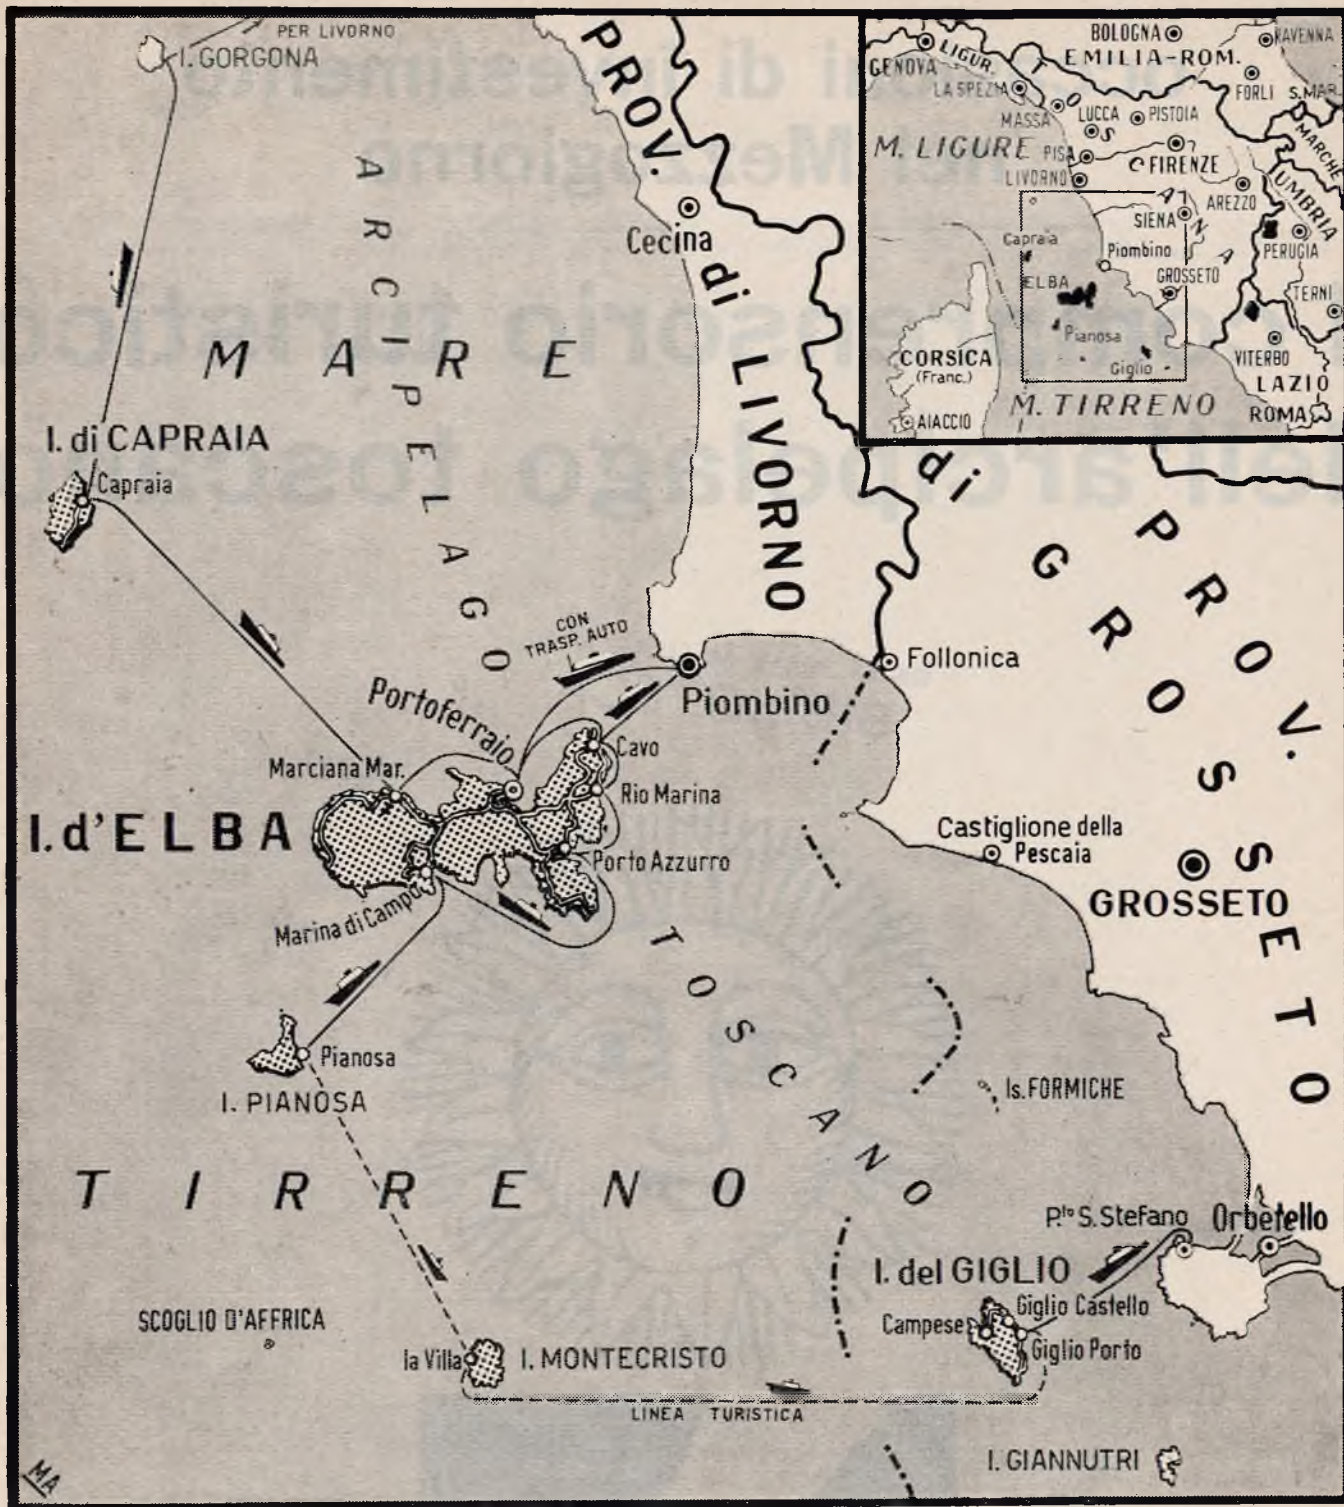 PER LIVORNO
I. GORGONA
ARCIPELAGO
TOSCANO
MARE
TIRRENO
PROV. di LIVORNO
Cecina
I. di CAPRAIA
Capraia
CON
TRASP. AUTO
Portoferraio
Piombino
Follonica
Cavo
Marciana Mar.
Rio Marina
I. d'ELBA
Porto Azzurro
Marina di Campo
PROV.
di GROSSETO
Castiglione della
Pescaia
GROSSETO
Pianosa
I. PIANOSA
Is. FORMICHE
P.to S. Stefano
Orbetello
I. del GIGLIO
Giglio Castello
Campese
Giglio Porto
SCOGLIO D'AFFRICA
la Villa
I. MONTECRISTO
LINEA TURISTICA
I. GIANNUTRI
MA
BOLOGNA
RAVENNA
LIGUR.
EMILIA-ROM.
GENOVA
FORLI
S. MAR.
LA SPEZIA
TOSCANA
MASSA
LUCCA
PISTOIA
MARCHE
M. LIGURE
PISA
FIRENZE
LIVORNO
AREZZO
UMBRIA
SIENA
PERUGIA
Capraia
Piombino
ELBA
GROSSETO
TERNI
Pianosa
VITERBO
CORSICA
(Franc.)
Giglio
LAZIO
M. TIRRENO
ROMA
AIACCIO